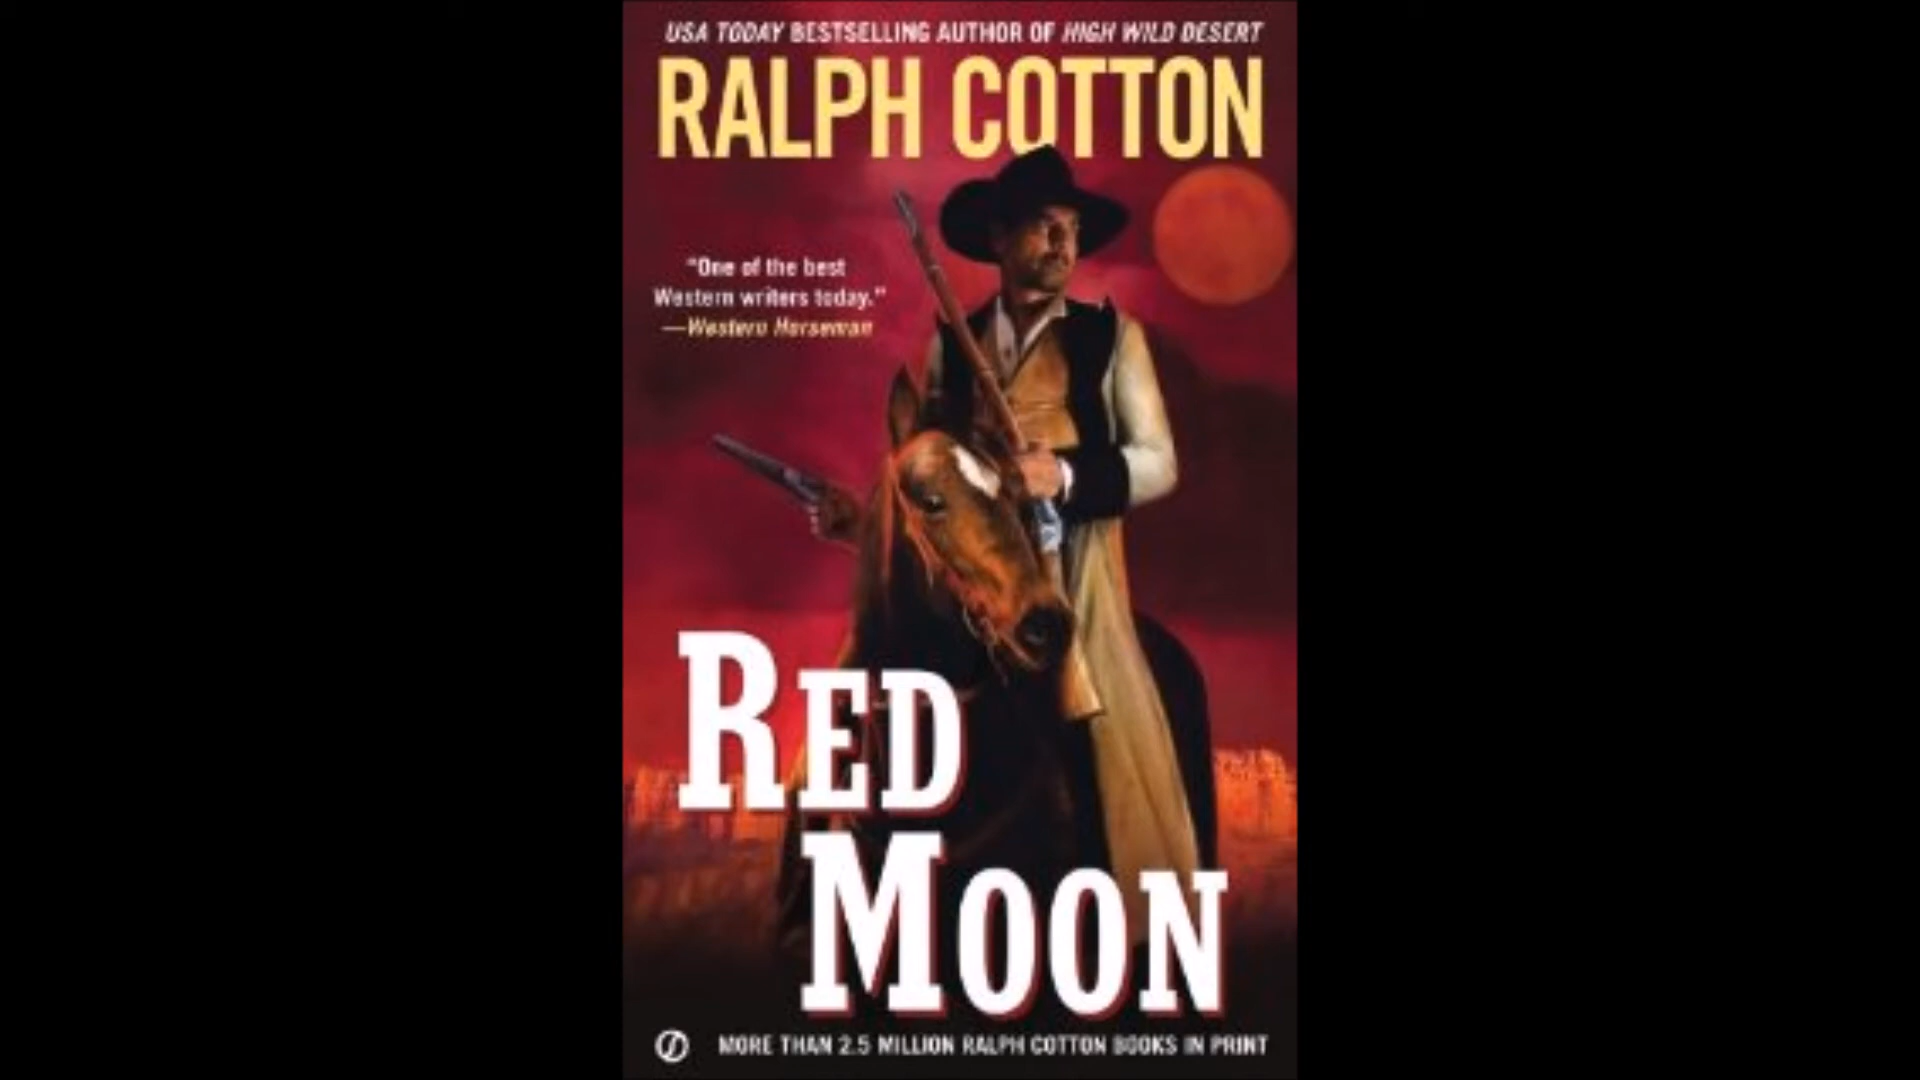 USA TODAY BESTSELLING AUTHOR OF HIGH WILD DESERT
RALPH COTTON
"One of the best
Western writers today."
—Western Horseman
RED
MOON
MORE THAN 2.5 MILLION RALPH COTTON BOOKS IN PRINT